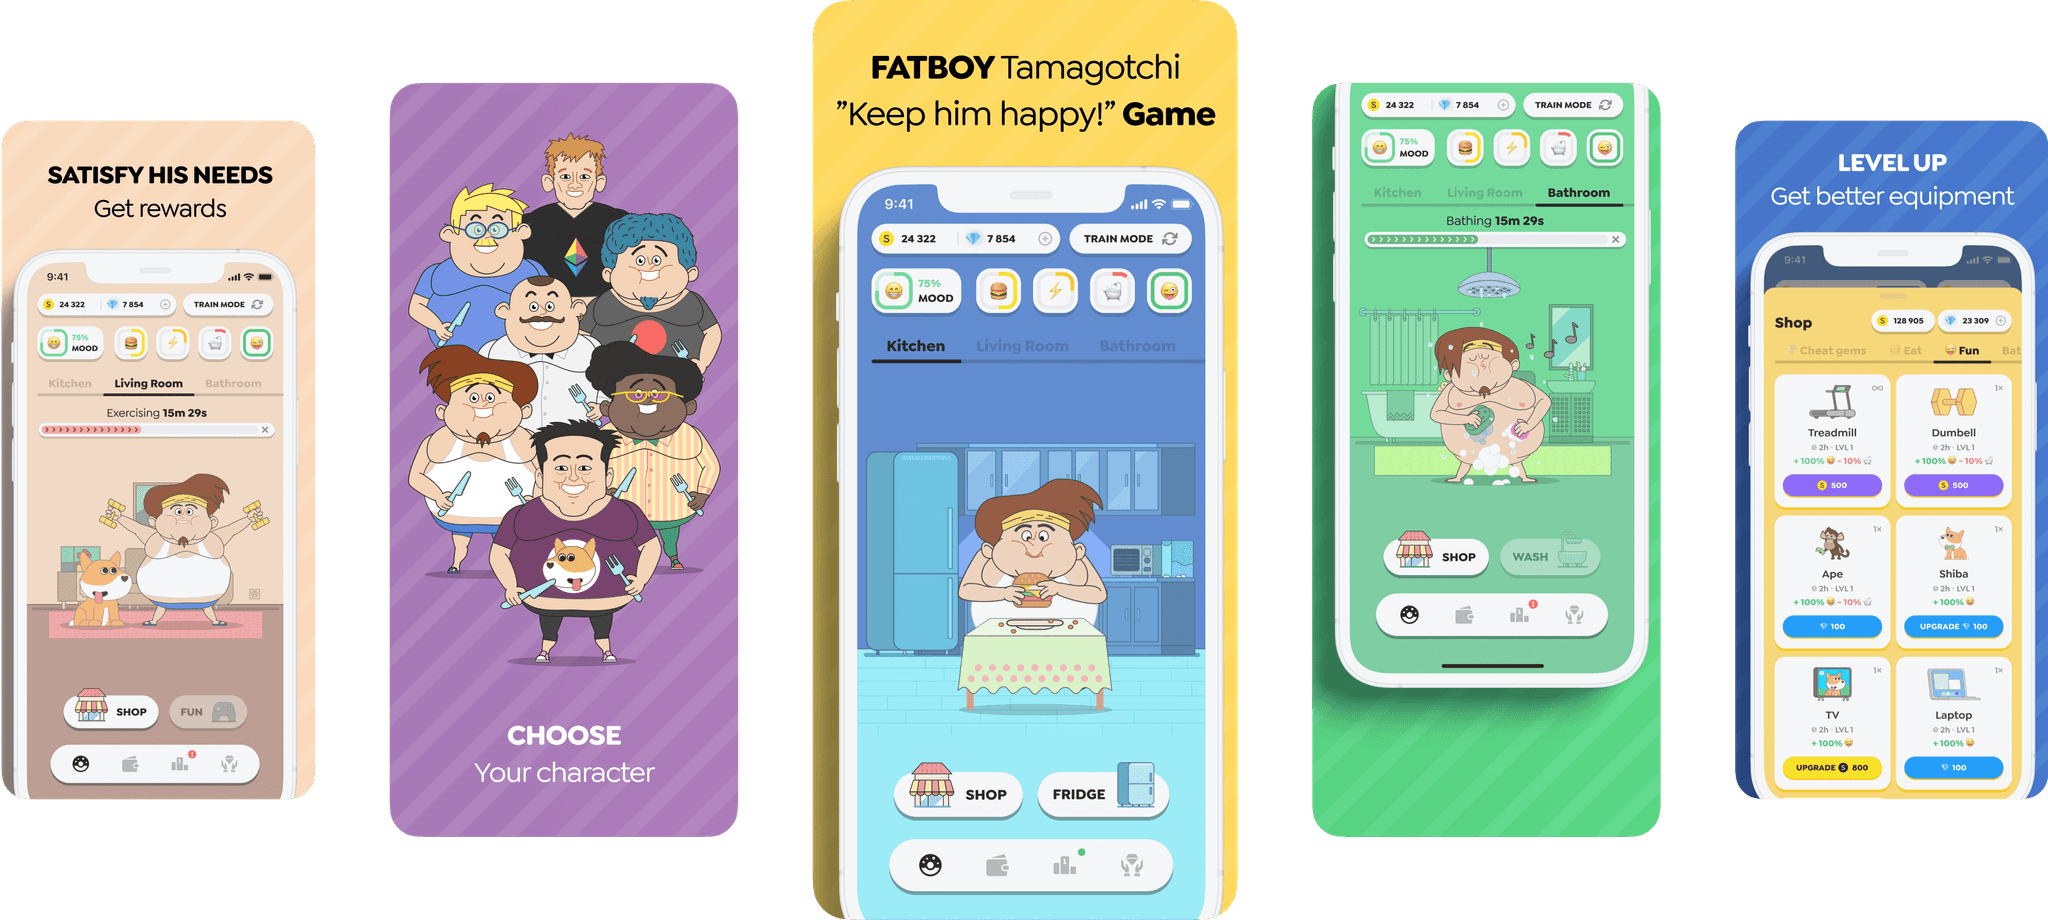 SATISFY HIS NEEDS
Get rewards
9:41
S 24 322 7 854 TRAIN MODE
75%
MOOD
Kitchen Living Room Bathroom
Exercising 15m 29s
SHOP FUN
CHOOSE
Your character
FATBOY Tamagotchi
”Keep him happy!” Game
9:41
S 24 322 7 854 TRAIN MODE
75%
MOOD
Kitchen Living Room Bathroom
SHOP FRIDGE
S 24 322 7 854 TRAIN MODE
75%
MOOD
Kitchen Living Room Bathroom
Bathing 15m 29s
SHOP WASH
LEVEL UP
Get better equipment
9:41
Shop S 128 905 23 309
Cheat gems Eat Fun Bat
∞ 1×
Treadmill Dumbell
2h · LVL 1 2h · LVL 1
+100% -10% +100% -10%
S 500 S 500
1× 1×
Ape Shiba
2h · LVL 1 2h · LVL 1
+100% -10% +100%
100 UPGRADE 100
1× 1×
TV Laptop
2h · LVL 1 2h · LVL 1
+100% +100%
UPGRADE S 800 100